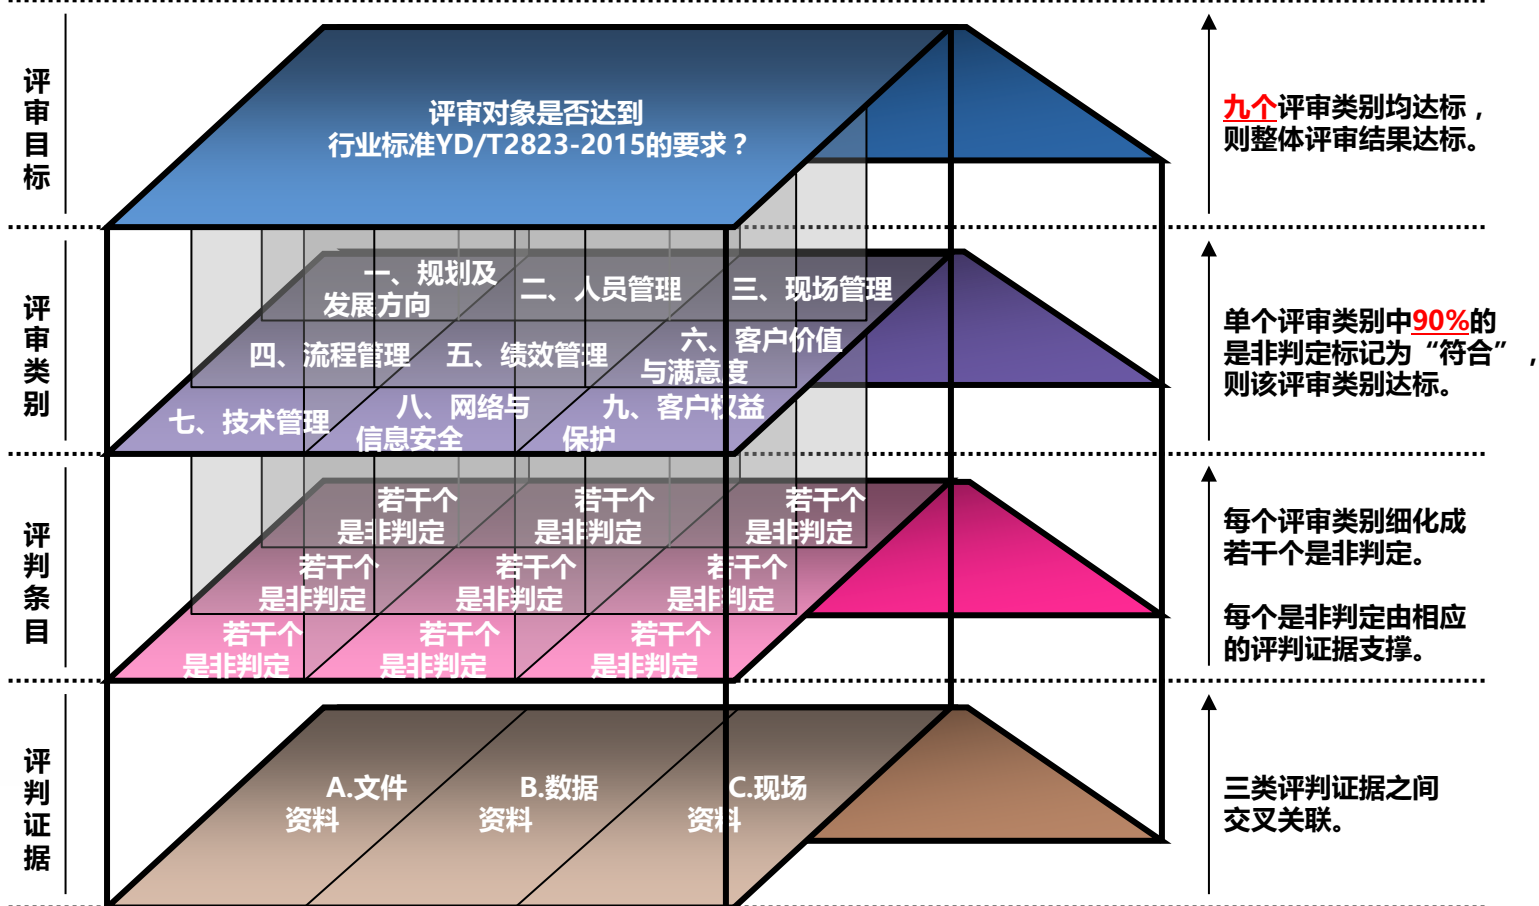 评审目标
评审对象是否达到
行业标准YD/T2823-2015的要求？
九个评审类别均达标，
则整体评审结果达标。
评审类别
一、规划及
发展方向
二、人员管理
三、现场管理
四、流程管理
五、绩效管理
六、客户价值
与满意度
七、技术管理
八、网络与
信息安全
九、客户权益
保护
单个评审类别中90%的
是非判定标记为“符合”，
则该评审类别达标。
评判条目
若干个
是非判定
若干个
是非判定
若干个
是非判定
若干个
是非判定
若干个
是非判定
若干个
是非判定
若干个
是非判定
若干个
是非判定
若干个
是非判定
每个评审类别细化成
若干个是非判定。
每个是非判定由相应
的评判证据支撑。
评判证据
A.文件
资料
B.数据
资料
C.现场
资料
三类评判证据之间
交叉关联。